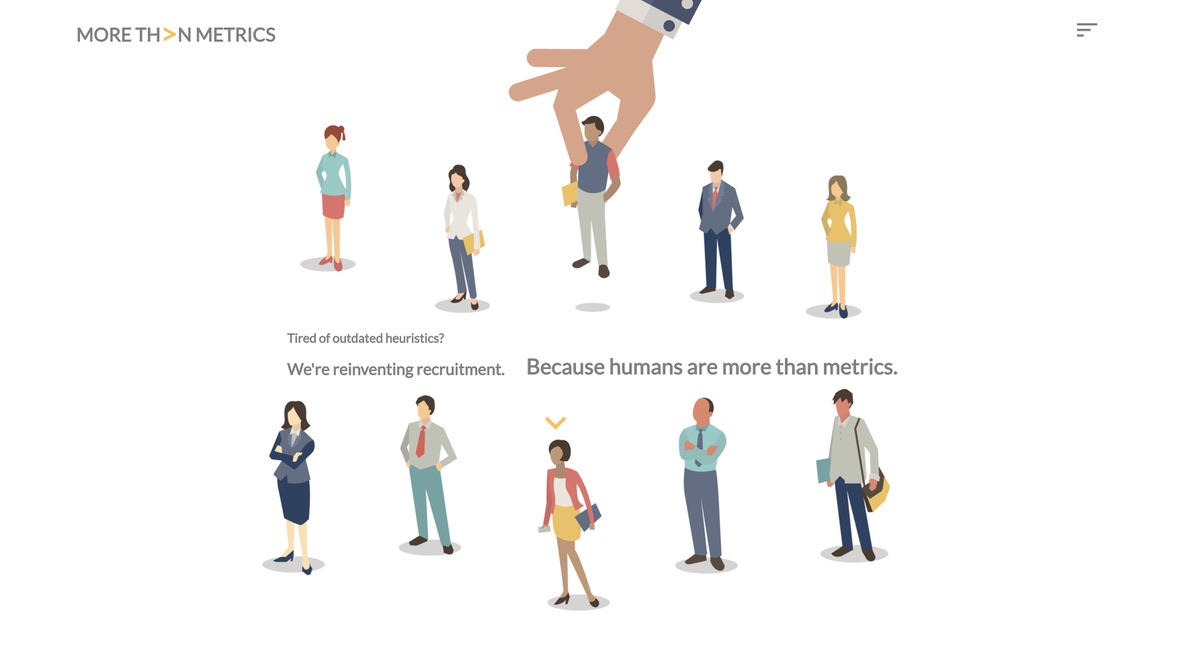 MORE TH>N METRICS
Tired of outdated heuristics?
We're reinventing recruitment.
Because humans are more than metrics.